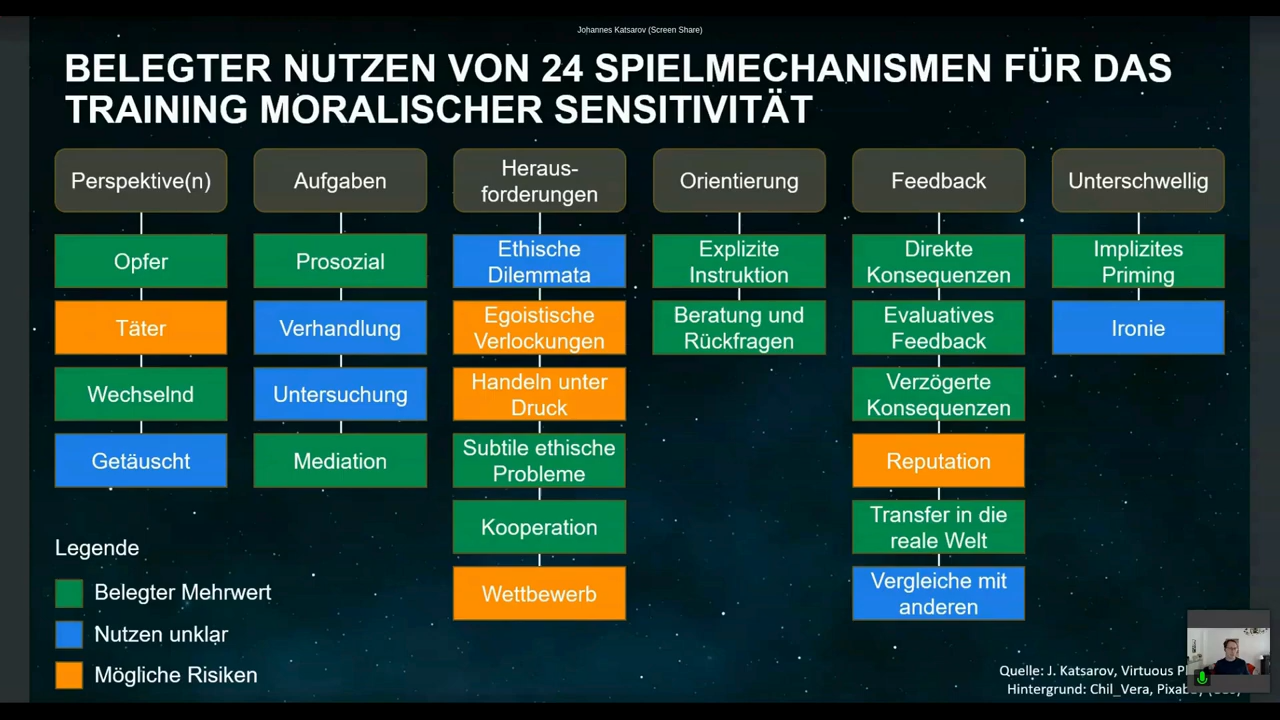 Johannes Katsarov (Screen Share)
BELEGTER NUTZEN VON 24 SPIELMECHANISMEN FÜR DAS
TRAINING MORALISCHER SENSITIVITÄT
Perspektive(n)
Opfer
Täter
Wechselnd
Getäuscht
Aufgaben
Prosozial
Verhandlung
Untersuchung
Mediation
Heraus-
forderungen
Ethische
Dilemmata
Egoistische
Verlockungen
Handeln unter
Druck
Subtile ethische
Probleme
Kooperation
Wettbewerb
Orientierung
Explizite
Instruktion
Beratung und
Rückfragen
Feedback
Direkte
Konsequenzen
Evaluatives
Feedback
Verzögerte
Konsequenzen
Reputation
Transfer in die
reale Welt
Vergleiche mit
anderen
Unterschwellig
Implizites
Priming
Ironie
Legende
Belegter Mehrwert
Nutzen unklar
Mögliche Risiken
Quelle: J. Katsarov, Virtuous
Hintergrund: Chil_Vera,